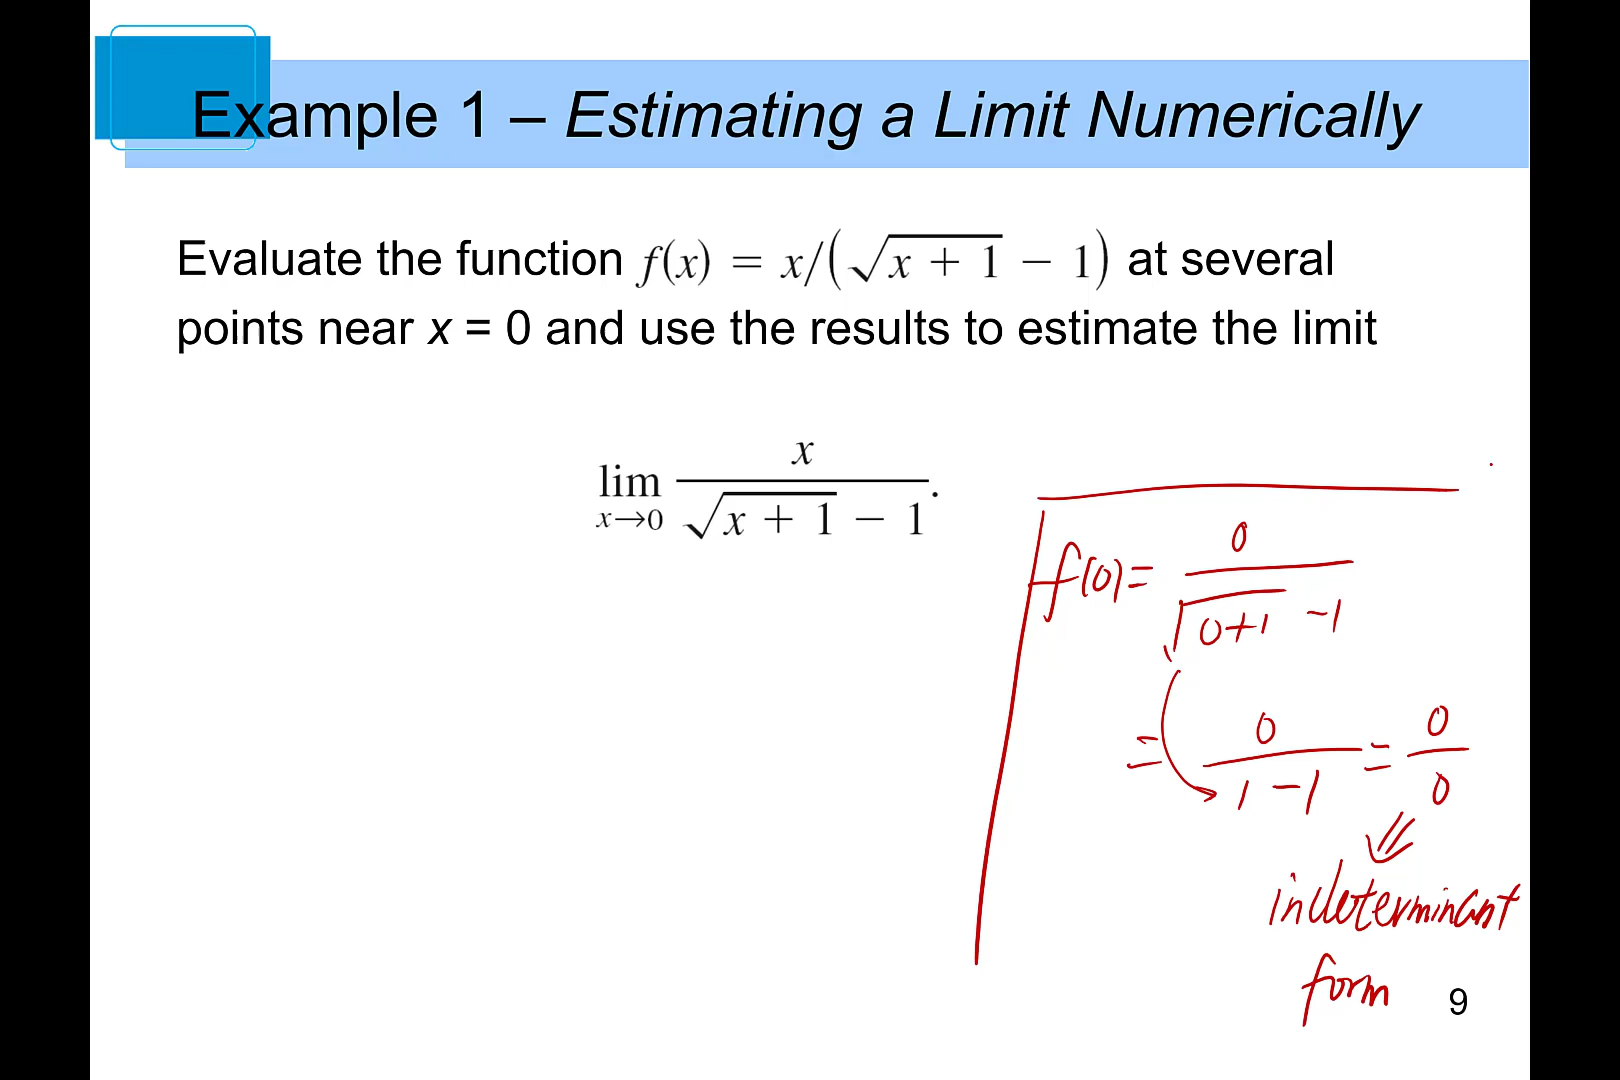 Example 1 – Estimating a Limit Numerically
Evaluate the function f(x) = x/(√(x + 1) − 1) at several
points near x = 0 and use the results to estimate the limit
lim x→0 x/(√(x + 1) − 1).
f(0) = 0/(√(0+1) -1)
= 0/(1 -1) = 0/0
indeterminant
form
9